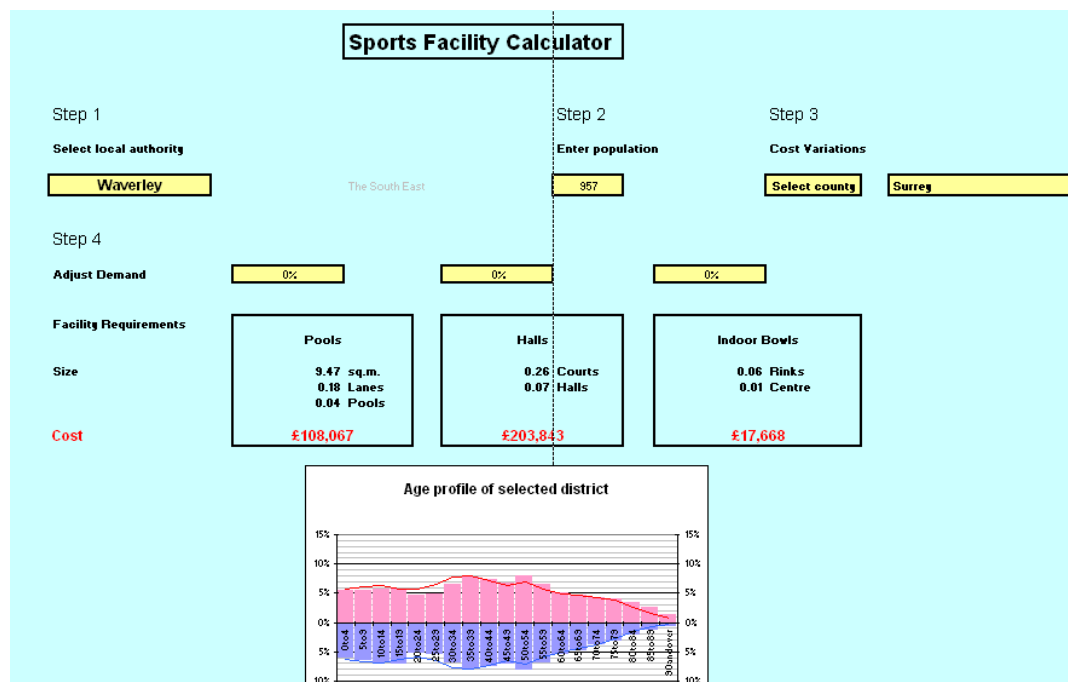 Sports Facility Calculator
Step 1 Step 2 Step 3
Select local authority Enter population Cost Variations
Waverley The South East 957 Select county Surrey
Step 4
Adjust Demand 0% 0% 0%
Facility Requirements
Pools Halls Indoor Bowls
Size 9.47 sq.m. 0.26 Courts 0.06 Rinks
0.18 Lanes 0.07 Halls 0.01 Centre
0.04 Pools
Cost £108,067 £203,843 £17,668
Age profile of selected district
15% 15%
10% 10%
5% 5%
0% 0%
0to4 5to9 10to14 15to19 20to24 25to29 30to34 35to39 40to44 45to49 50to54 55to59 60to64 65to69 70to74 75to79 80to84 85to89 90andover
5% 5%
10% 10%